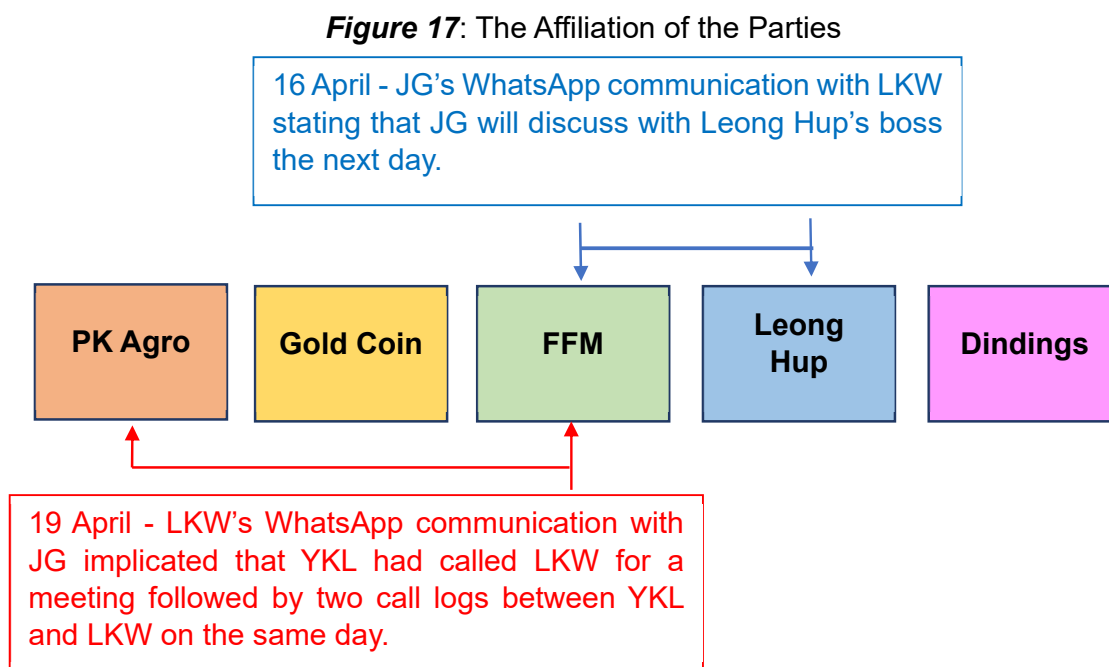 Figure 17: The Affiliation of the Parties
16 April - JG’s WhatsApp communication with LKW
stating that JG will discuss with Leong Hup’s boss
the next day.
PK Agro
Gold Coin
FFM
Leong
Hup
Dindings
19 April - LKW’s WhatsApp communication with
JG implicated that YKL had called LKW for a
meeting followed by two call logs between YKL
and LKW on the same day.